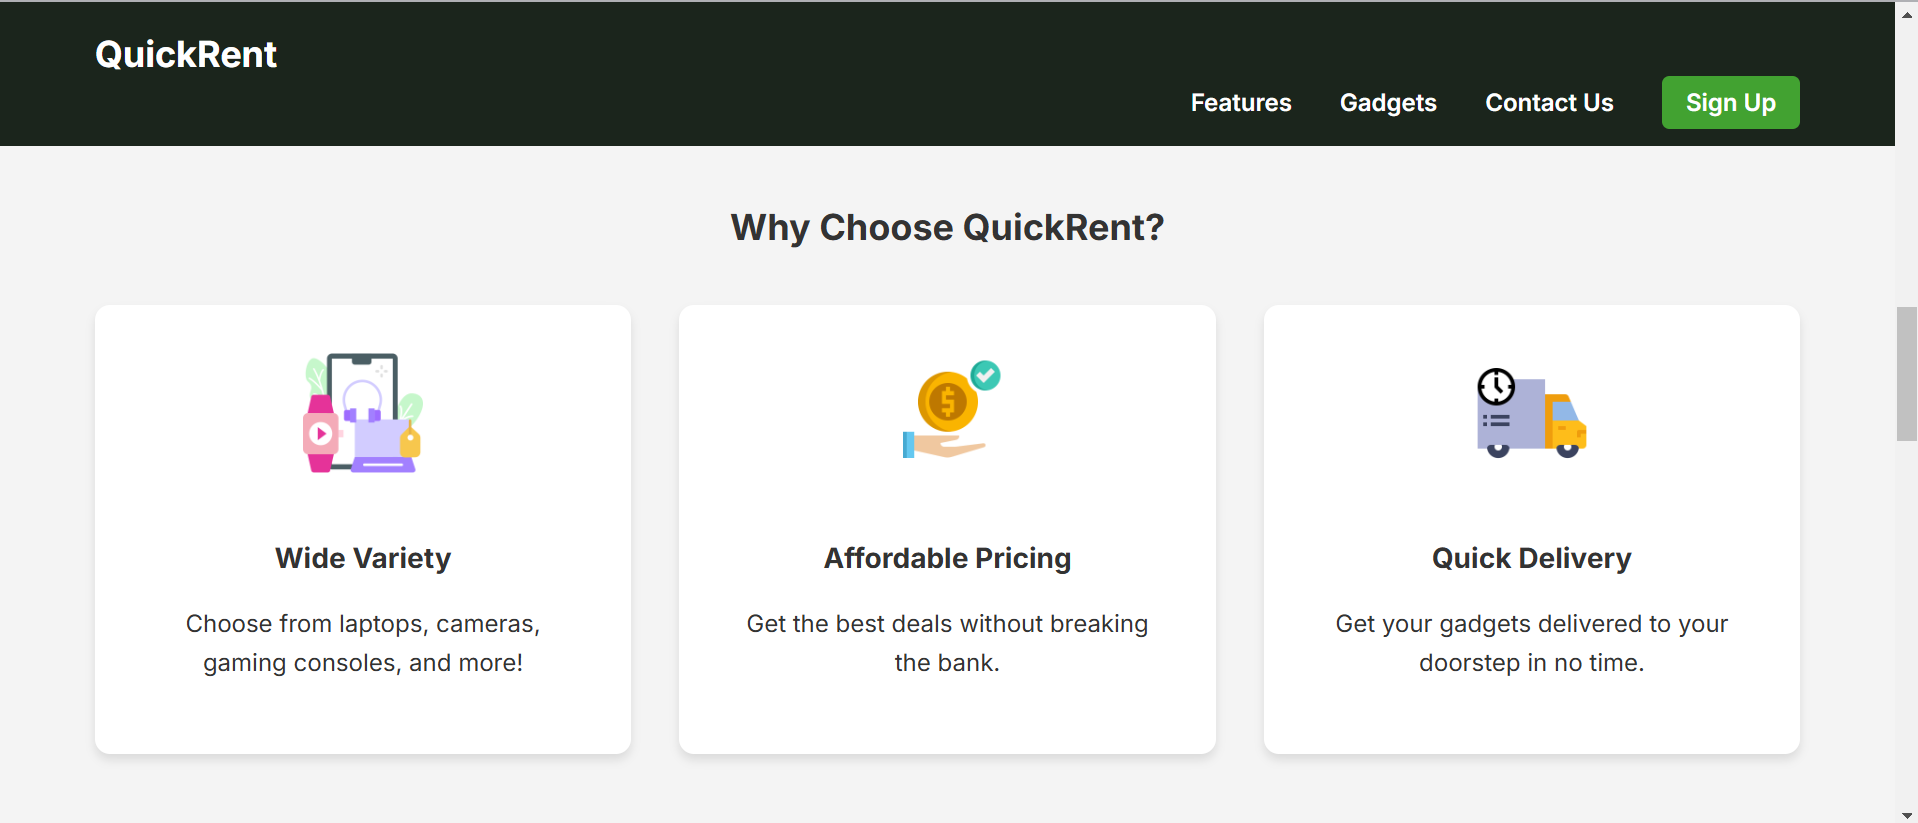 QuickRent
Features
Gadgets
Contact Us
Sign Up
Why Choose QuickRent?
Wide Variety
Choose from laptops, cameras,
gaming consoles, and more!
Affordable Pricing
Get the best deals without breaking
the bank.
Quick Delivery
Get your gadgets delivered to your
doorstep in no time.